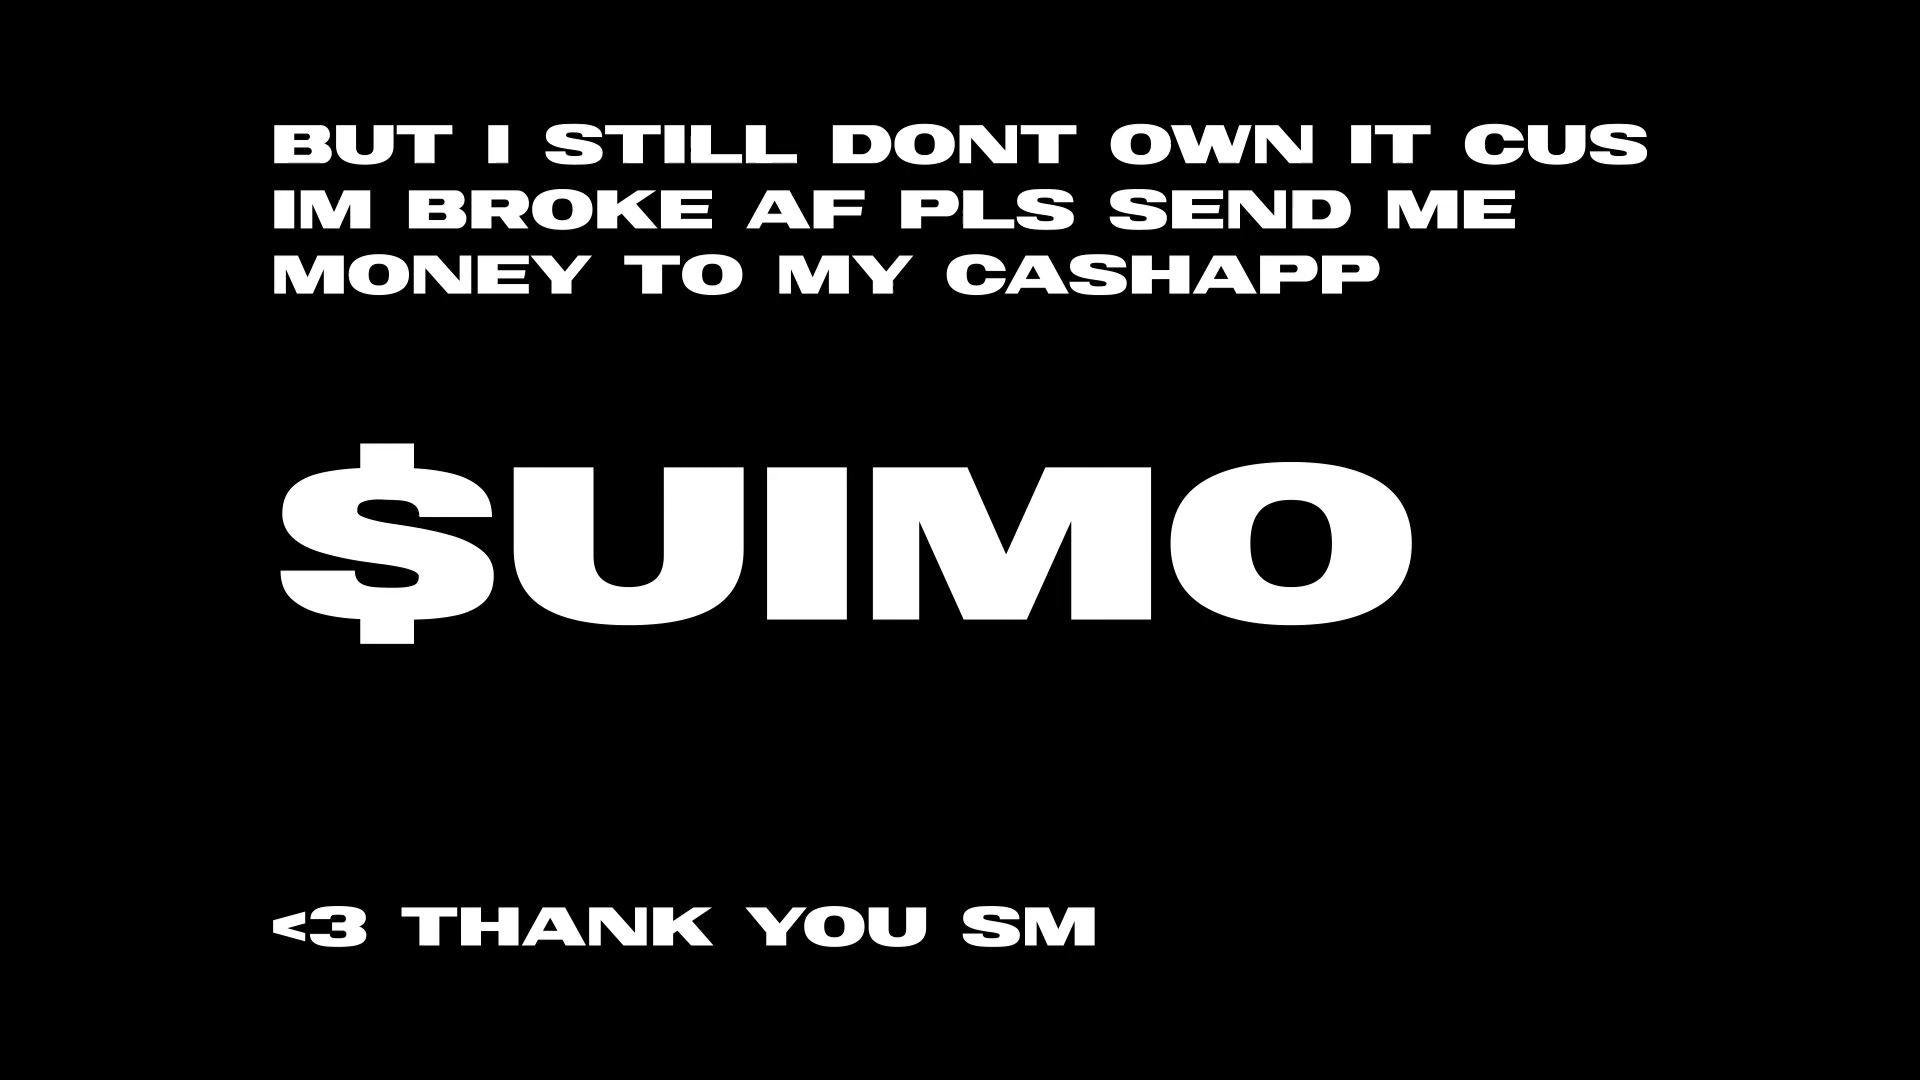 BUT I STILL DONT OWN IT CUS
IM BROKE AF PLS SEND ME
MONEY TO MY CASHAPP
$UIMO
<3 THANK YOU SM